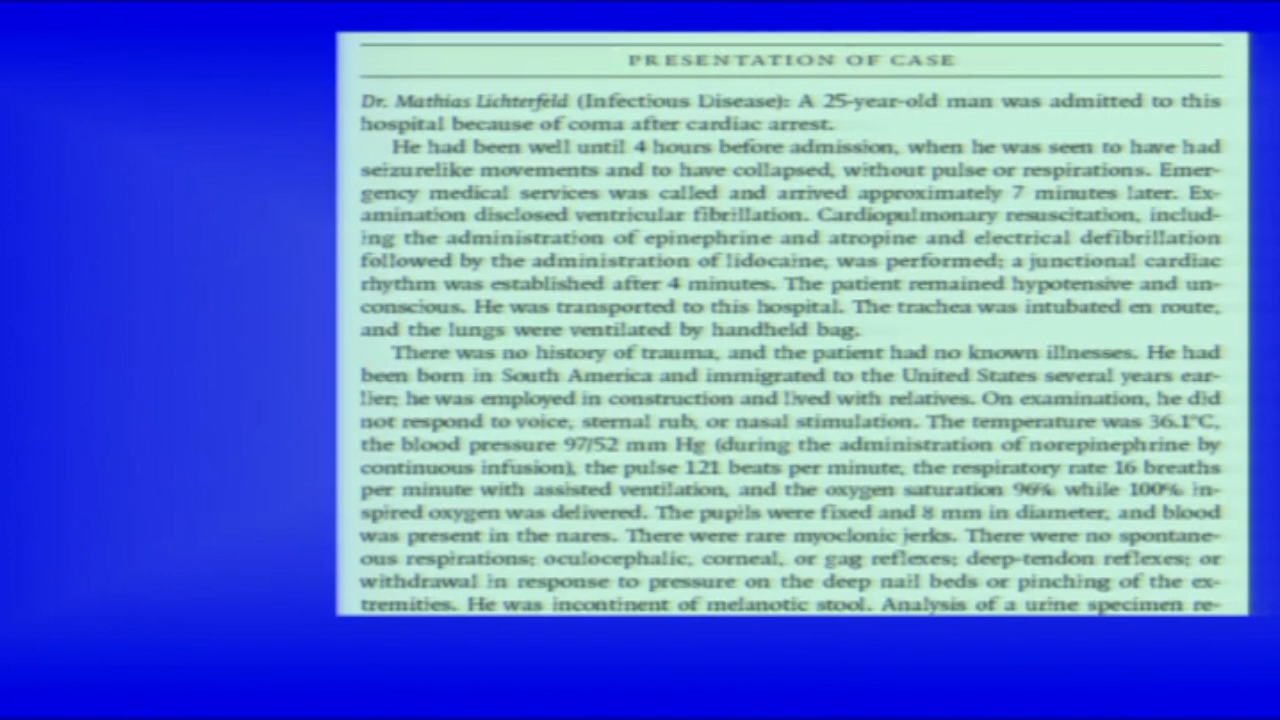 PRESENTATION OF CASE
Dr. Mathias Lichterfeld (Infectious Disease): A 25-year-old man was admitted to this
hospital because of coma after cardiac arrest.
He had been well until 4 hours before admission, when he was seen to have had
seizurelike movements and to have collapsed, without pulse or respirations. Emer-
gency medical services was called and arrived approximately 7 minutes later. Ex-
amination disclosed ventricular fibrillation. Cardiopulmonary resuscitation, includ-
ing the administration of epinephrine and atropine and electrical defibrillation
followed by the administration of lidocaine, was performed; a junctional cardiac
rhythm was established after 4 minutes. The patient remained hypotensive and un-
conscious. He was transported to this hospital. The trachea was intubated en route,
and the lungs were ventilated by handheld bag.
There was no history of trauma, and the patient had no known illnesses. He had
been born in South America and immigrated to the United States several years ear-
lier; he was employed in construction and lived with relatives. On examination, he did
not respond to voice, sternal rub, or nasal stimulation. The temperature was 36.1°C,
the blood pressure 97/52 mm Hg (during the administration of norepinephrine by
continuous infusion), the pulse 121 beats per minute, the respiratory rate 16 breaths
per minute with assisted ventilation, and the oxygen saturation 96% while 100% in-
spired oxygen was delivered. The pupils were fixed and 8 mm in diameter, and blood
was present in the nares. There were rare myoclonic jerks. There were no spontane-
ous respirations; oculocephalic, corneal, or gag reflexes; deep-tendon reflexes; or
withdrawal in response to pressure on the deep nail beds or pinching of the ex-
tremities. He was incontinent of melanotic stool. Analysis of a urine specimen re-